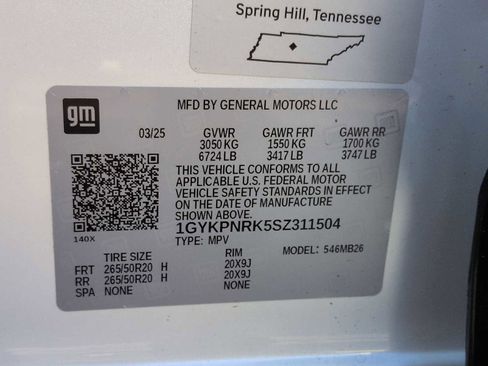 Spring Hill, Tennessee
gm
MFD BY GENERAL MOTORS LLC
03/25 GVWR GAWR FRT GAWR RR
3050 KG 1550 KG 1700 KG
6724 LB 3417 LB 3747 LB
THIS VEHICLE CONFORMS TO ALL
APPLICABLE U.S. FEDERAL MOTOR
VEHICLE SAFETY STANDARDS IN EFFECT
ON THE DATE OF MANUFACTURE
SHOWN ABOVE.
1GYKPNRK5SZ311504
140X
TYPE: MPV MODEL: 546MB26
TIRE SIZE RIM
FRT 265/50R20 H 20X9J
RR 265/50R20 H 20X9J
SPA NONE NONE